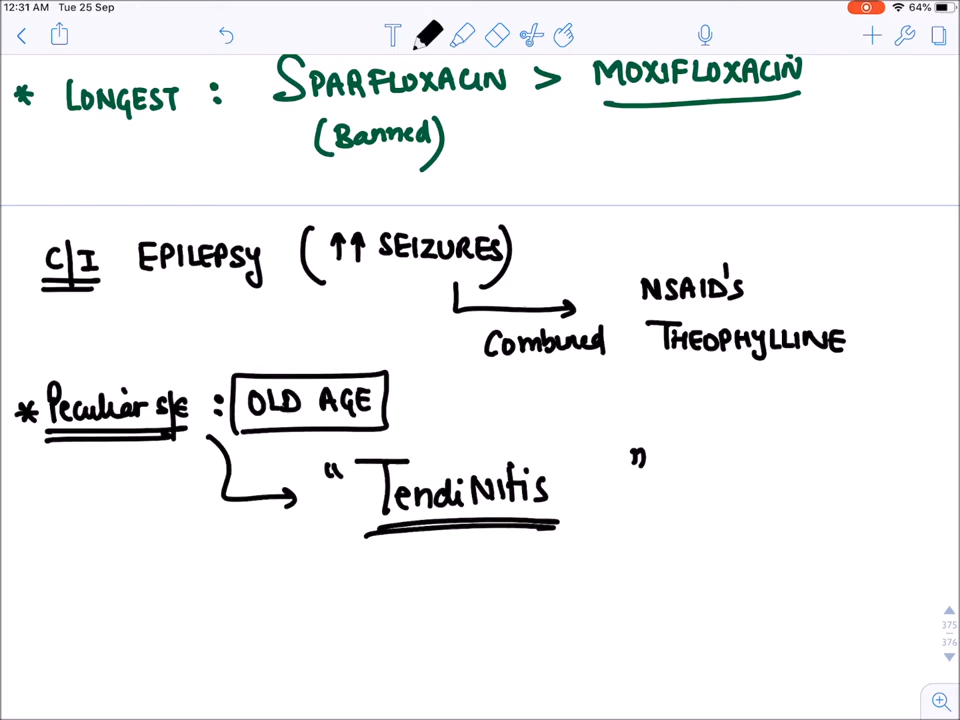 12:31 AM Tue 25 Sep 64%
T
* LONGEST : SPARFLOXACIN > MOXIFLOXACIN
(Banned)
C/I EPILEPSY (↑↑ SEIZURES)
NSAID's
Combined THEOPHYLLINE
* Peculiar s/e : OLD AGE
" TendiNitis "
375
376